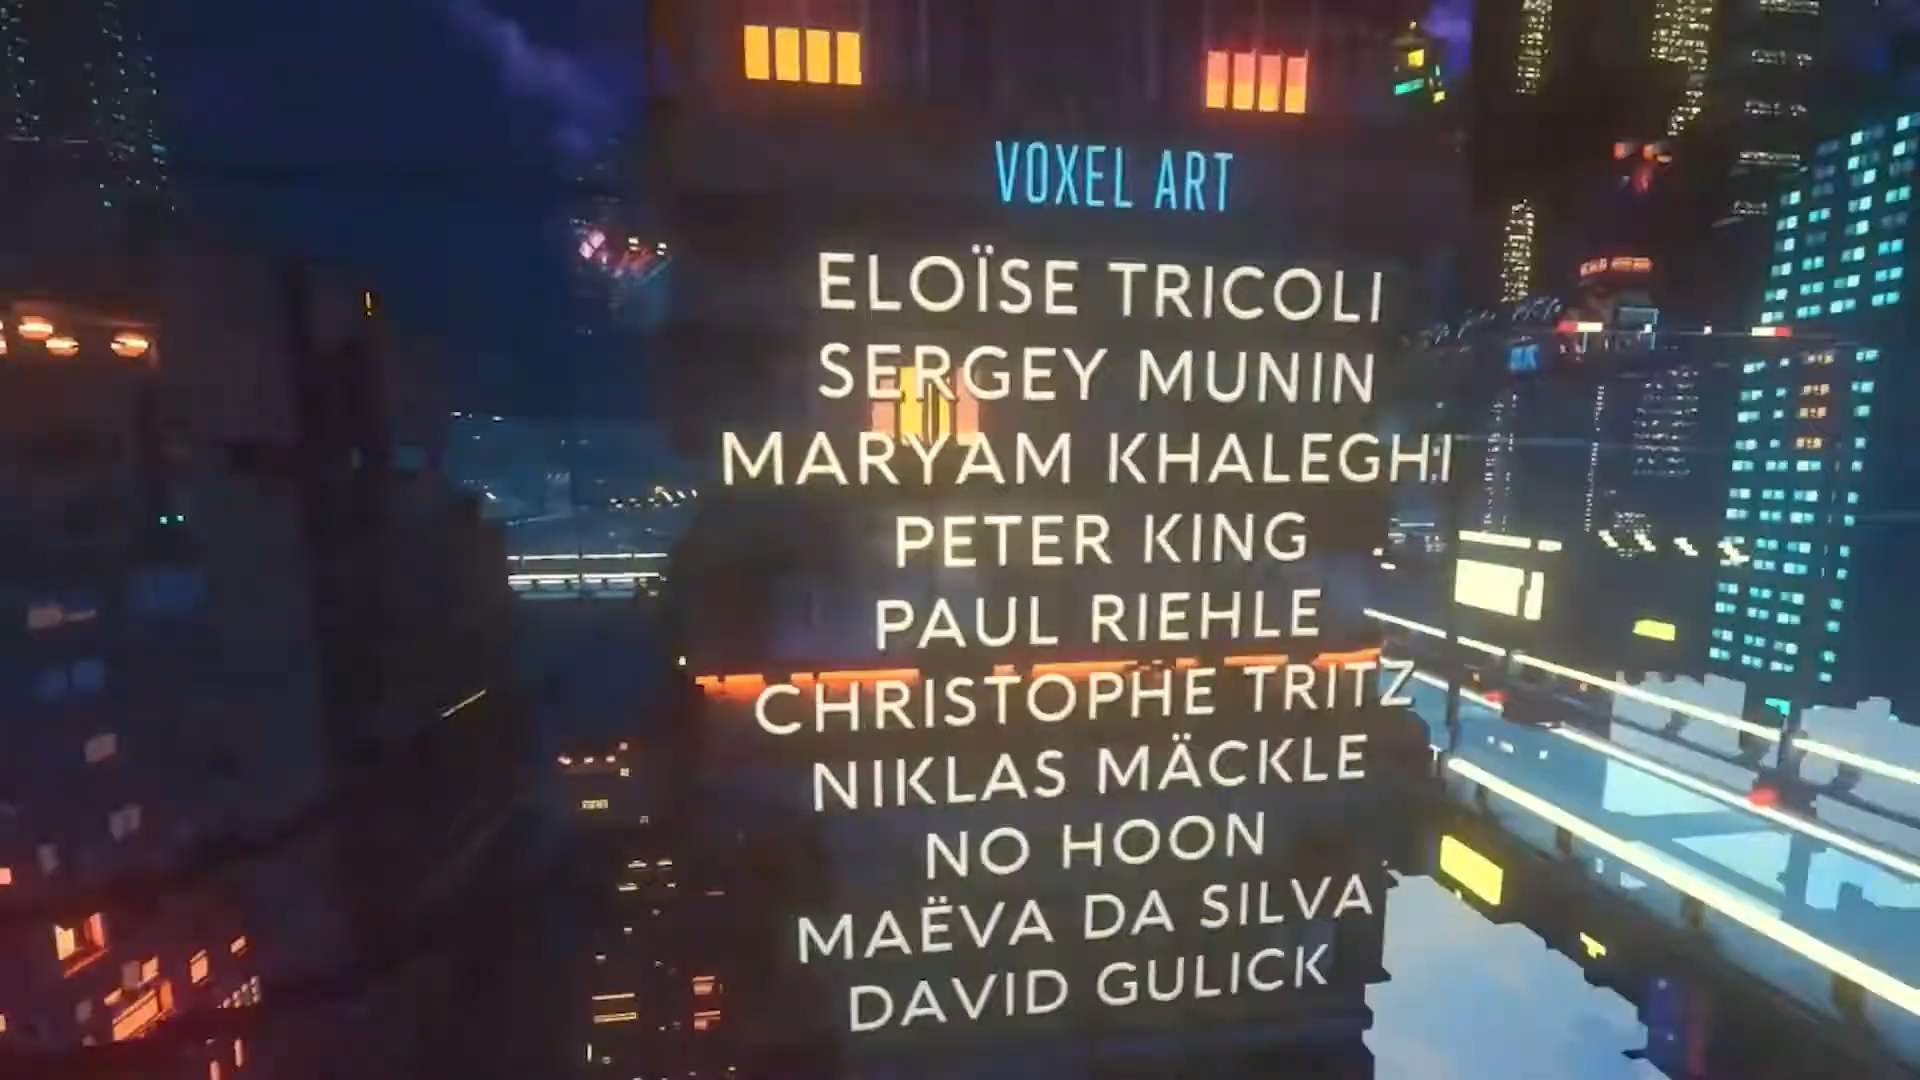 VOXEL ART
ELOÏSE TRICOLI
SERGEY MUNIN
MARYAM KHALEGHI
PETER KING
PAUL RIEHLE
CHRISTOPHE TRITZ
NIKLAS MÄCKLE
NO HOON
MAËVA DA SILVA
DAVID GULICK